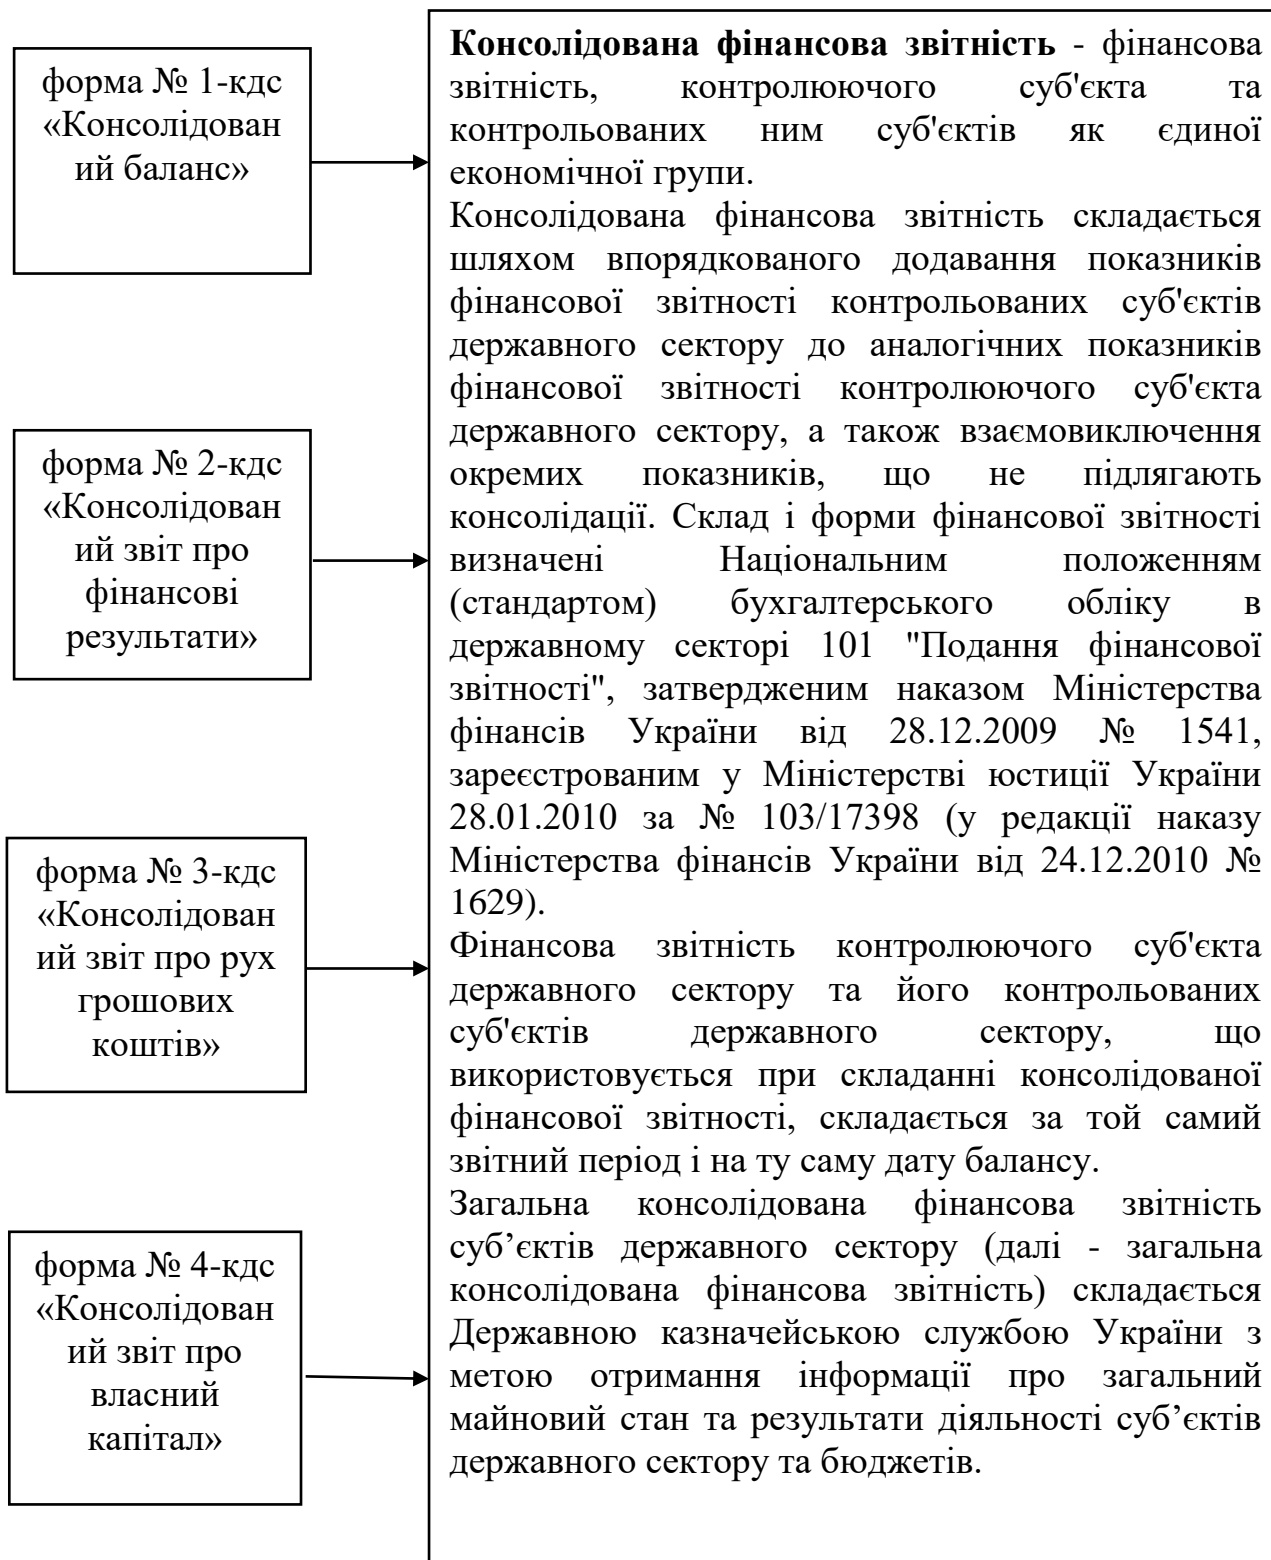 форма № 1-кдс
«Консолідован
ий баланс»
форма № 2-кдс
«Консолідован
ий звіт про
фінансові
результати»
форма № 3-кдс
«Консолідован
ий звіт про рух
грошових
коштів»
форма № 4-кдс
«Консолідован
ий звіт про
власний
капітал»
Консолідована фінансова звітність - фінансова
звітність, контролюючого суб'єкта та
контрольованих ним суб'єктів як єдиної
економічної групи.
Консолідована фінансова звітність складається
шляхом впорядкованого додавання показників
фінансової звітності контрольованих суб'єктів
державного сектору до аналогічних показників
фінансової звітності контролюючого суб'єкта
державного сектору, а також взаємовиключення
окремих показників, що не підлягають
консолідації. Склад і форми фінансової звітності
визначені Національним положенням
(стандартом) бухгалтерського обліку в
державному секторі 101 "Подання фінансової
звітності", затвердженим наказом Міністерства
фінансів України від 28.12.2009 № 1541,
зареєстрованим у Міністерстві юстиції України
28.01.2010 за № 103/17398 (у редакції наказу
Міністерства фінансів України від 24.12.2010 №
1629).
Фінансова звітність контролюючого суб'єкта
державного сектору та його контрольованих
суб'єктів державного сектору, що
використовується при складанні консолідованої
фінансової звітності, складається за той самий
звітний період і на ту саму дату балансу.
Загальна консолідована фінансова звітність
суб’єктів державного сектору (далі - загальна
консолідована фінансова звітність) складається
Державною казначейською службою України з
метою отримання інформації про загальний
майновий стан та результати діяльності суб’єктів
державного сектору та бюджетів.